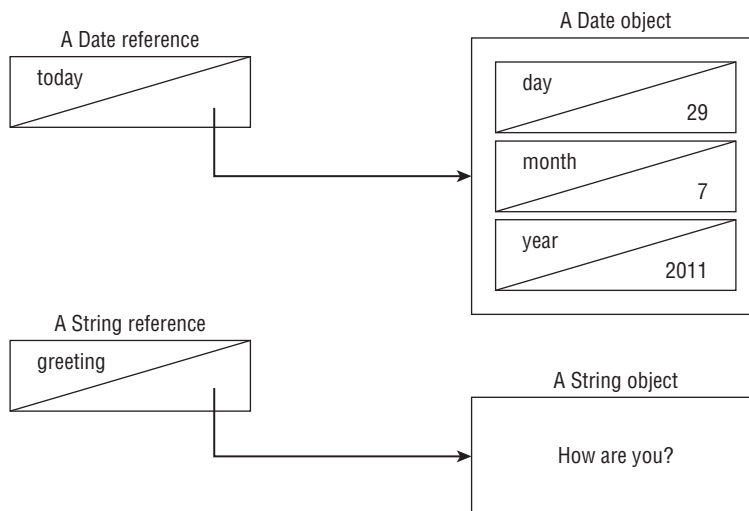 A Date reference
today
A Date object
day
29
month
7
year
2011
A String reference
greeting
A String object
How are you?